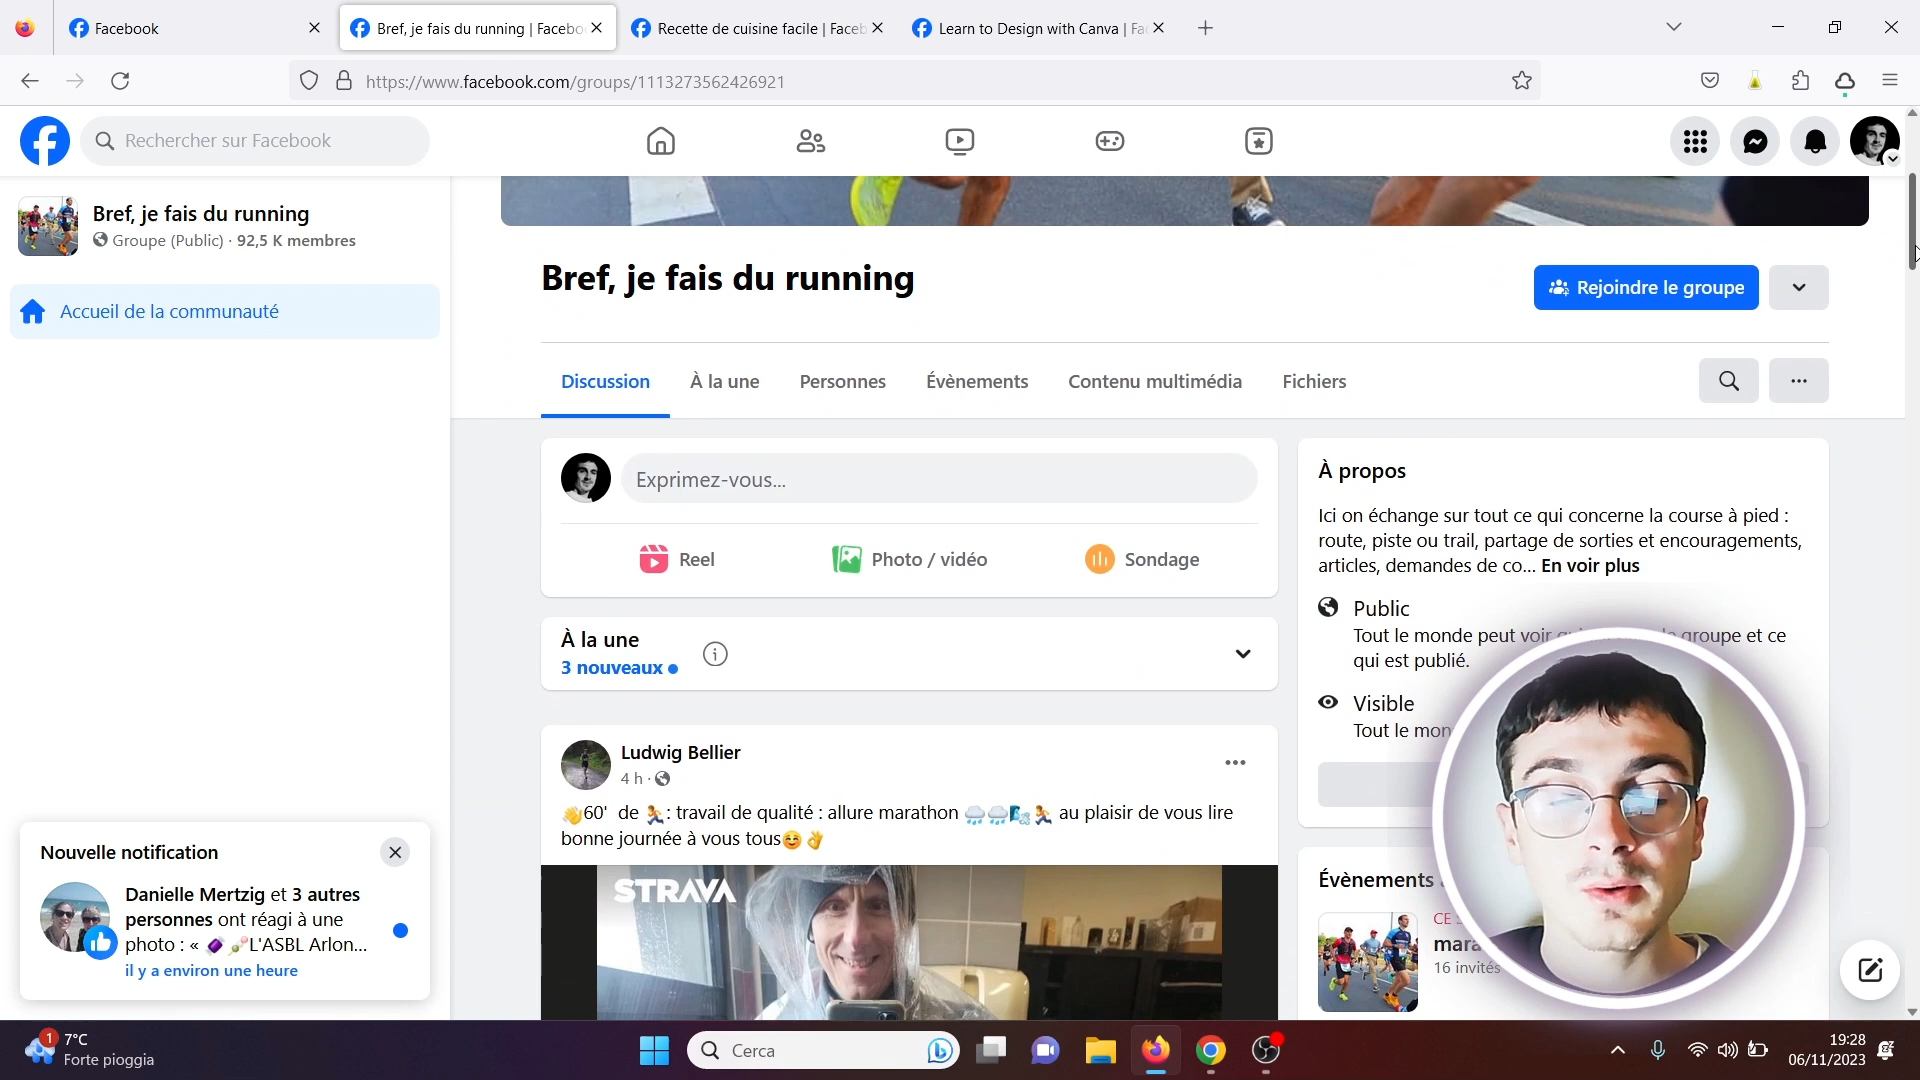 Facebook
Bref, je fais du running | Facebo
Recette de cuisine facile | Faceb
Learn to Design with Canva | Fa
https://www.facebook.com/groups/1113273562426921
Rechercher sur Facebook
Bref, je fais du running
Groupe (Public) · 92,5 K membres
Accueil de la communauté
Bref, je fais du running
Rejoindre le groupe
Discussion
À la une
Personnes
Évènements
Contenu multimédia
Fichiers
Exprimez-vous...
Reel
Photo / vidéo
Sondage
À la une
3 nouveaux
Ludwig Bellier
4 h ·
👋60' de 🏃: travail de qualité : allure marathon 🌧️🌧️🌬️🏃 au plaisir de vous lire
bonne journée à vous tous☺️👌
STRAVA
À propos
Ici on échange sur tout ce qui concerne la course à pied :
route, piste ou trail, partage de sorties et encouragements,
articles, demandes de co... En voir plus
Public
Tout le monde peut voir groupe et ce
qui est publié.
Visible
Tout le mon
Évènements
CE
mara
16 invités
Nouvelle notification
Danielle Mertzig et 3 autres
personnes ont réagi à une
photo : « L'ASBL Arlon...
il y a environ une heure
1
7°C
Forte pioggia
Cerca
19:28
06/11/2023